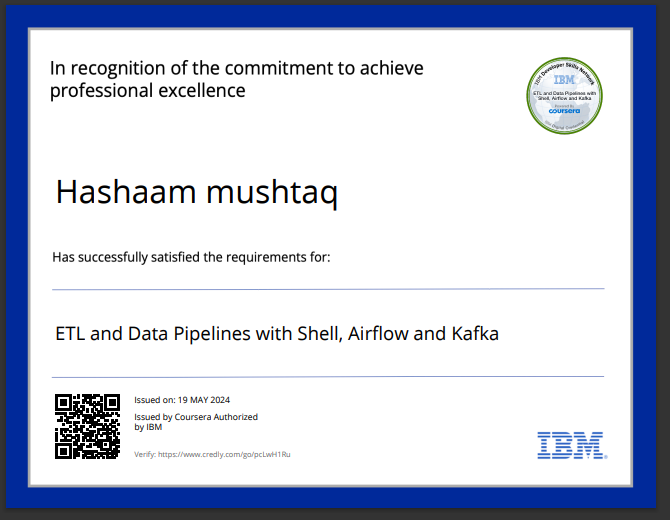 In recognition of the commitment to achieve
professional excellence
IBM Developer Skills Network
IBM
ETL and Data Pipelines with
Shell, Airflow and Kafka
Powered by
coursera
Hashaam mushtaq
Has successfully satisfied the requirements for:
ETL and Data Pipelines with Shell, Airflow and Kafka
Issued on: 19 MAY 2024
Issued by Coursera Authorized
by IBM
Verify: https://www.credly.com/go/pcLwH1Ru
IBM®